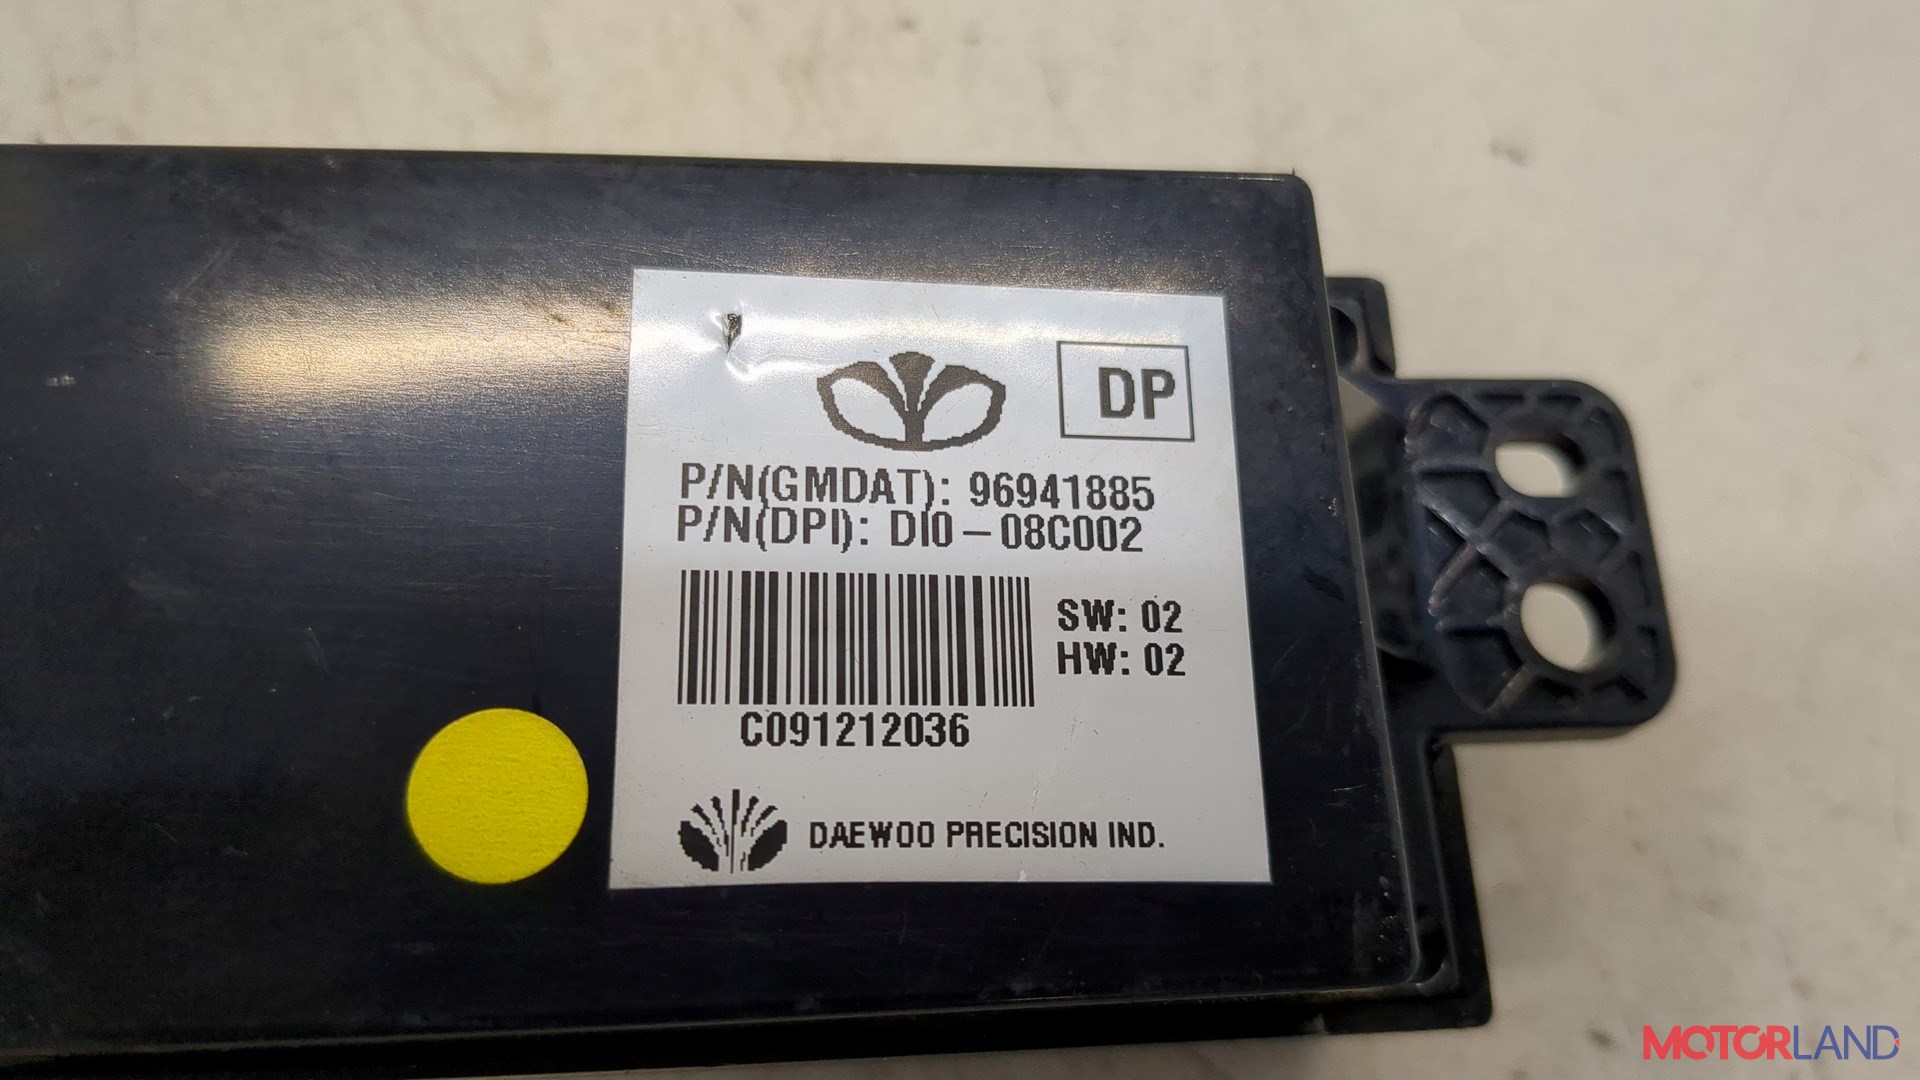 DP
P/N(GMDAT): 96941885
P/N(DPI): DI0-08C002
SW: 02
HW: 02
C091212036
DAEWOO PRECISION IND.
MOTORLAND